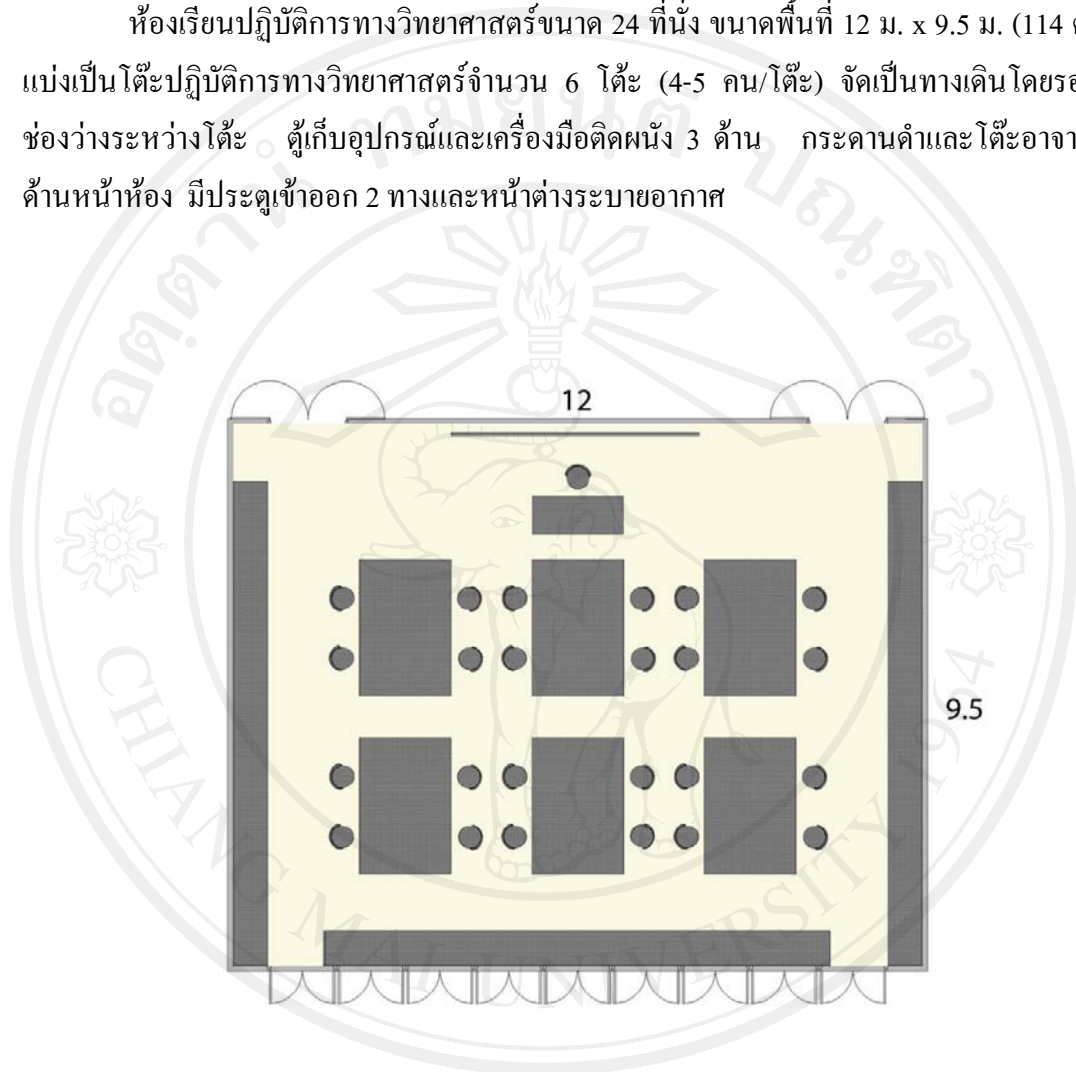 ห้องเรียนปฏิบัติการทางวิทยาศาสตร์ขนาด 24 ที่นั่ง ขนาดพื้นที่ 12 ม. x 9.5 ม. (114
แบ่งเป็นโต๊ะปฏิบัติการทางวิทยาศาสตร์จำนวน 6 โต้ะ (4-5 คน/โต๊ะ) จัดเป็นทางเดินโดยรอ
ช่องว่างระหว่างโต้ะ ตู้เก็บอุปกรณ์และเครื่องมือติดผนัง 3 ด้าน กระดานดำและโต๊ะอาจา
ด้านหน้าห้อง มีประตูเข้าออก 2 ทางและหน้าต่างระบายอากาศ
12
9.5
CHIANG MAI UNIVERSITY 1964